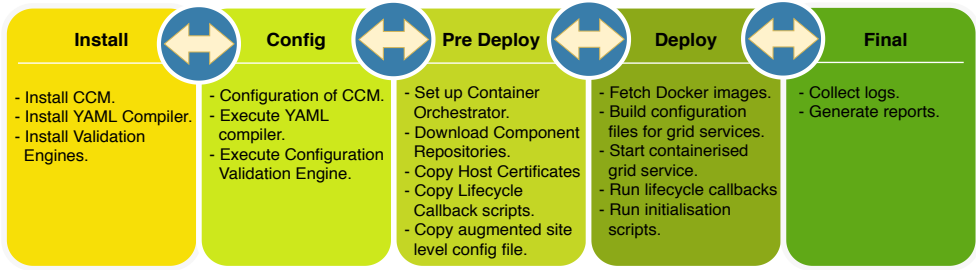 Install
- Install CCM.
- Install YAML Compiler.
- Install Validation
Engines.
Config
- Configuration of CCM.
- Execute YAML
compiler.
- Execute Configuration
Validation Engine.
Pre Deploy
- Set up Container
Orchestrator.
- Download Component
Repositories.
- Copy Host Certificates
- Copy Lifecycle
Callback scripts.
- Copy augmented site
level config file.
Deploy
- Fetch Docker images.
- Build configuration
files for grid services.
- Start containerised
grid service.
- Run lifecycle callbacks
- Run initialisation
scripts.
Final
- Collect logs.
- Generate reports.